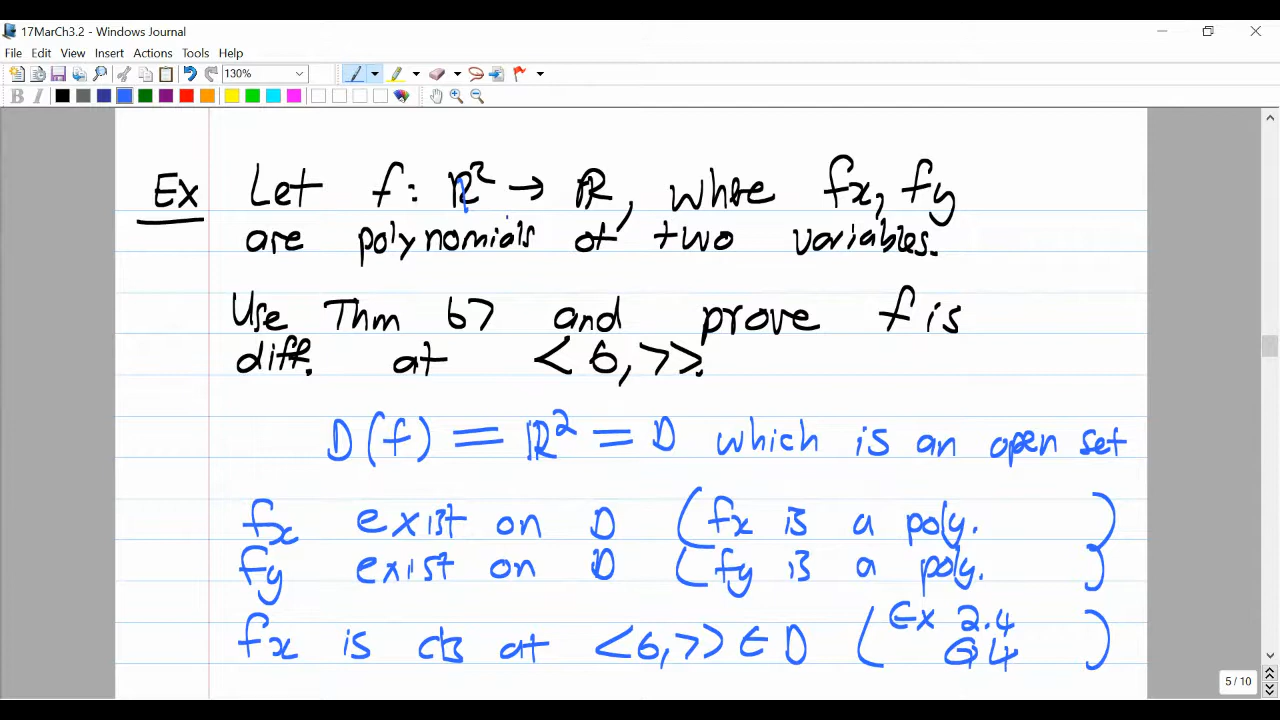 17MarCh3.2 - Windows Journal
File Edit View Insert Actions Tools Help
130%
B I
Ex Let f: ℝ² → ℝ, where fx, fy
are polynomials of two variables.
Use Thm 67 and prove f is
diff. at <6,7>.
D(f) = ℝ² = D which is an open set
fx exist on D (fx is a poly. )
fy exist on D (fy is a poly. )
fx is cts at <6,7> ∈ D (Ex 2.4
Q4 )
5 / 10